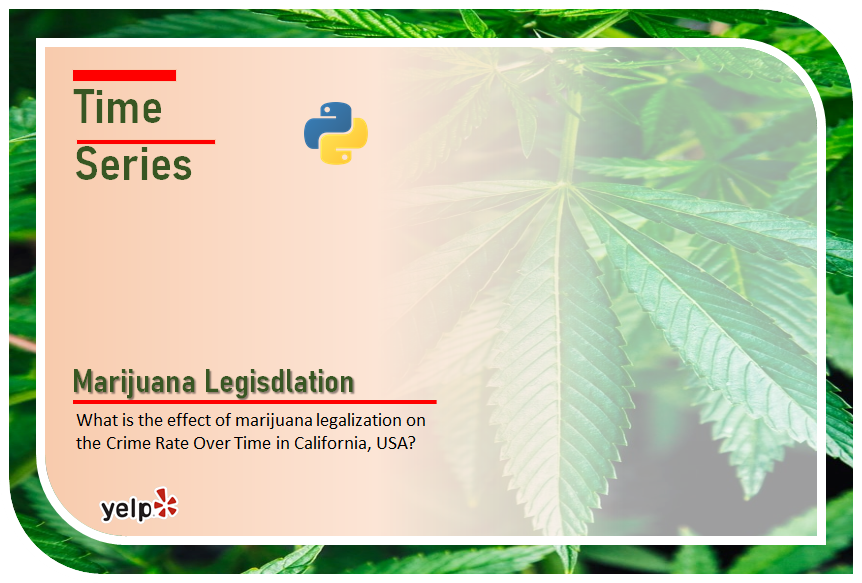 Time
Series
Marijuana Legisdlation
What is the effect of marijuana legalization on
the Crime Rate Over Time in California, USA?
yelp